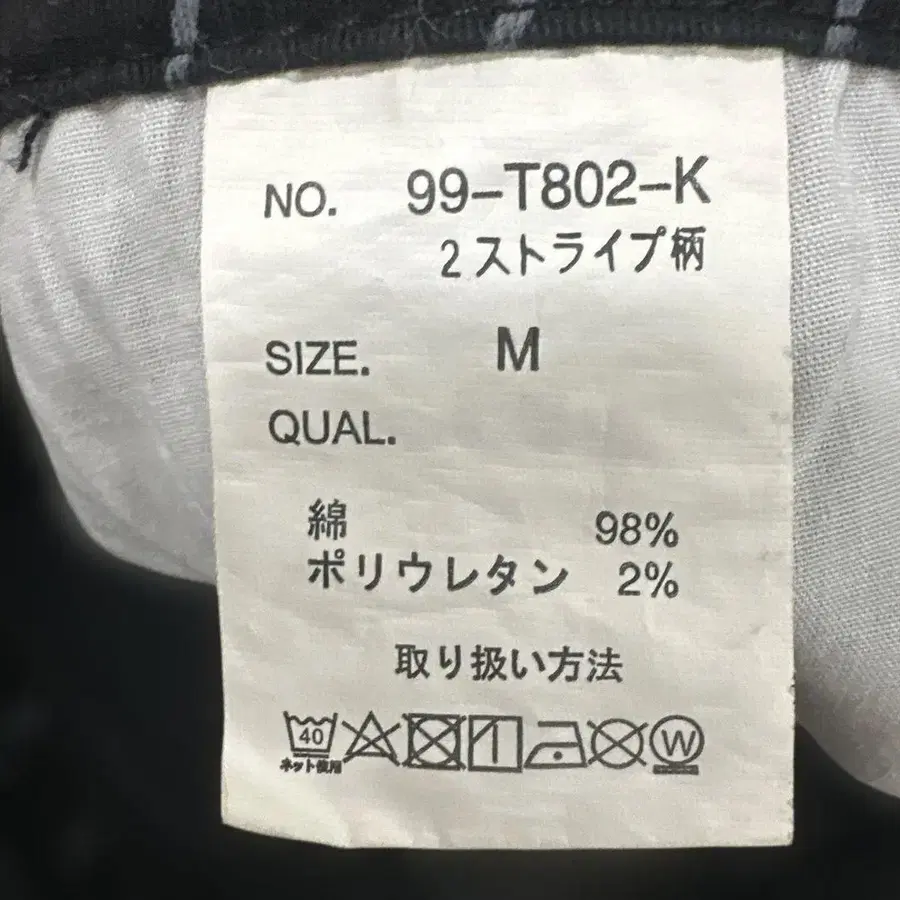 NO. 99-T802-K
2ストライプ柄
SIZE. M
QUAL.
綿 98%
ポリウレタン 2%
取り扱い方法
40 W
ネット使用